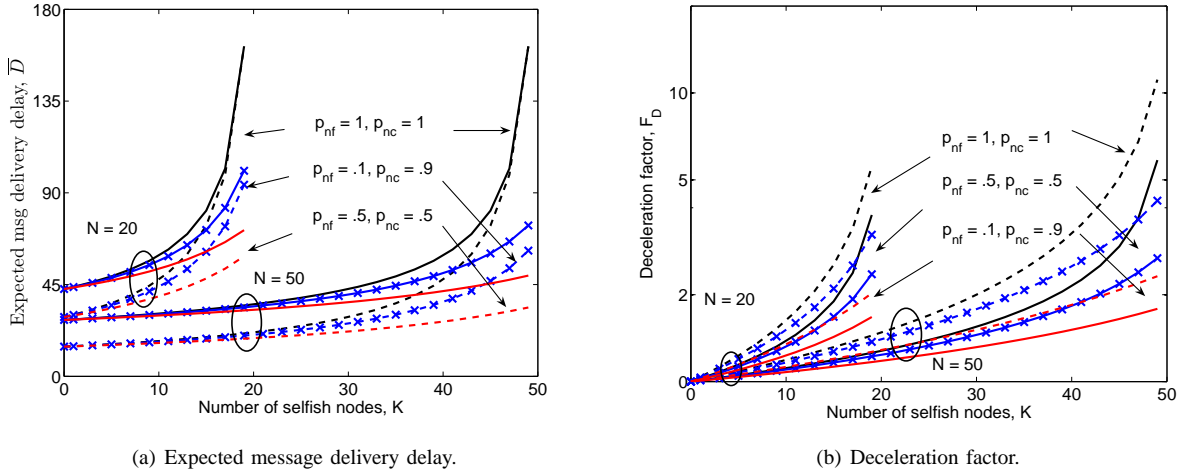 180
135
90
45
0
Expected msg delivery delay, D̅
p_nf = 1, p_nc = 1
p_nf = .1, p_nc = .9
p_nf = .5, p_nc = .5
N = 20
N = 50
0 10 20 30 40 50
Number of selfish nodes, K
(a) Expected message delivery delay.
10
5
2
0
Deceleration factor, F_D
p_nf = 1, p_nc = 1
p_nf = .5, p_nc = .5
p_nf = .1, p_nc = .9
N = 20
N = 50
0 10 20 30 40 50
Number of selfish nodes, K
(b) Deceleration factor.